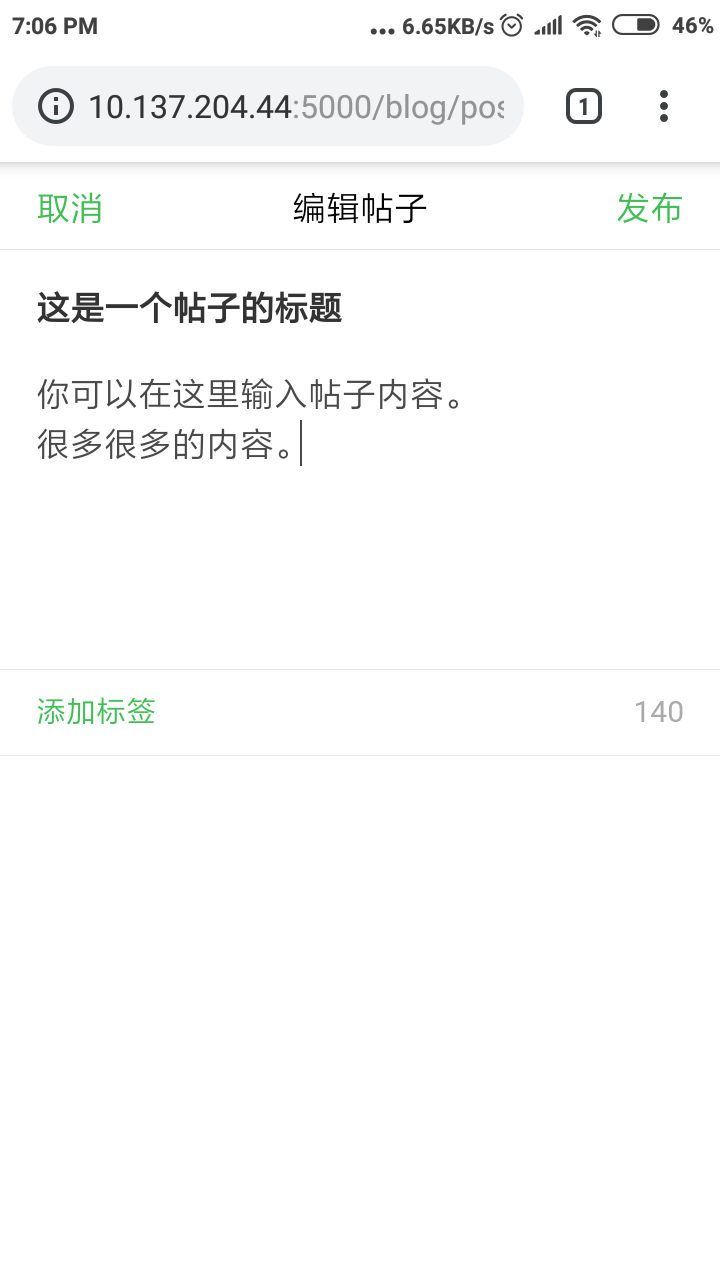 7:06 PM ... 6.65KB/s 46%
10.137.204.44:5000/blog/pos 1
取消 编辑帖子 发布
这是一个帖子的标题
你可以在这里输入帖子内容。
很多很多的内容。
添加标签 140